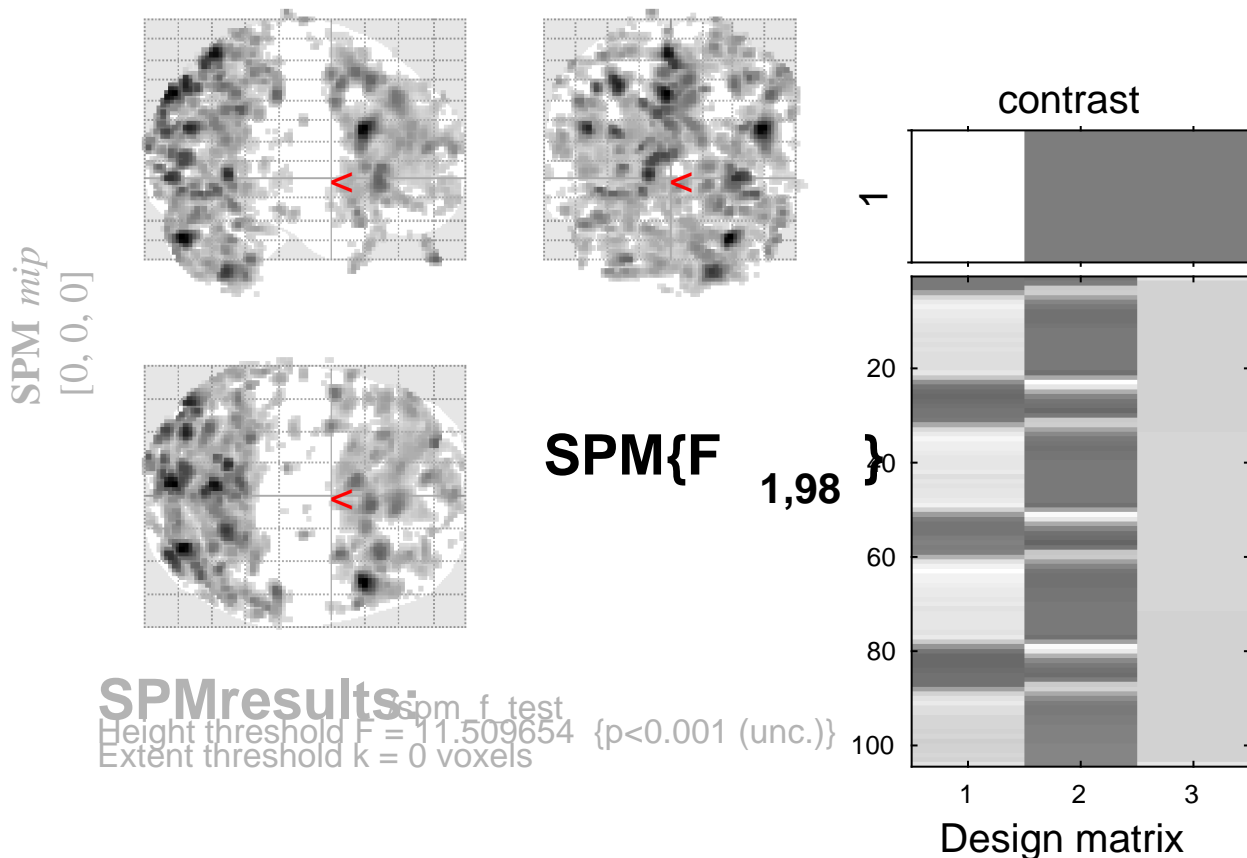 SPM mip
[0, 0, 0]
<
<
<
SPM{F1,98}
contrast
1
20
40
60
80
100
1 2 3
Design matrix
SPMresults: .spm_f_test
Height threshold F = 11.509654 {p<0.001 (unc.)}
Extent threshold k = 0 voxels